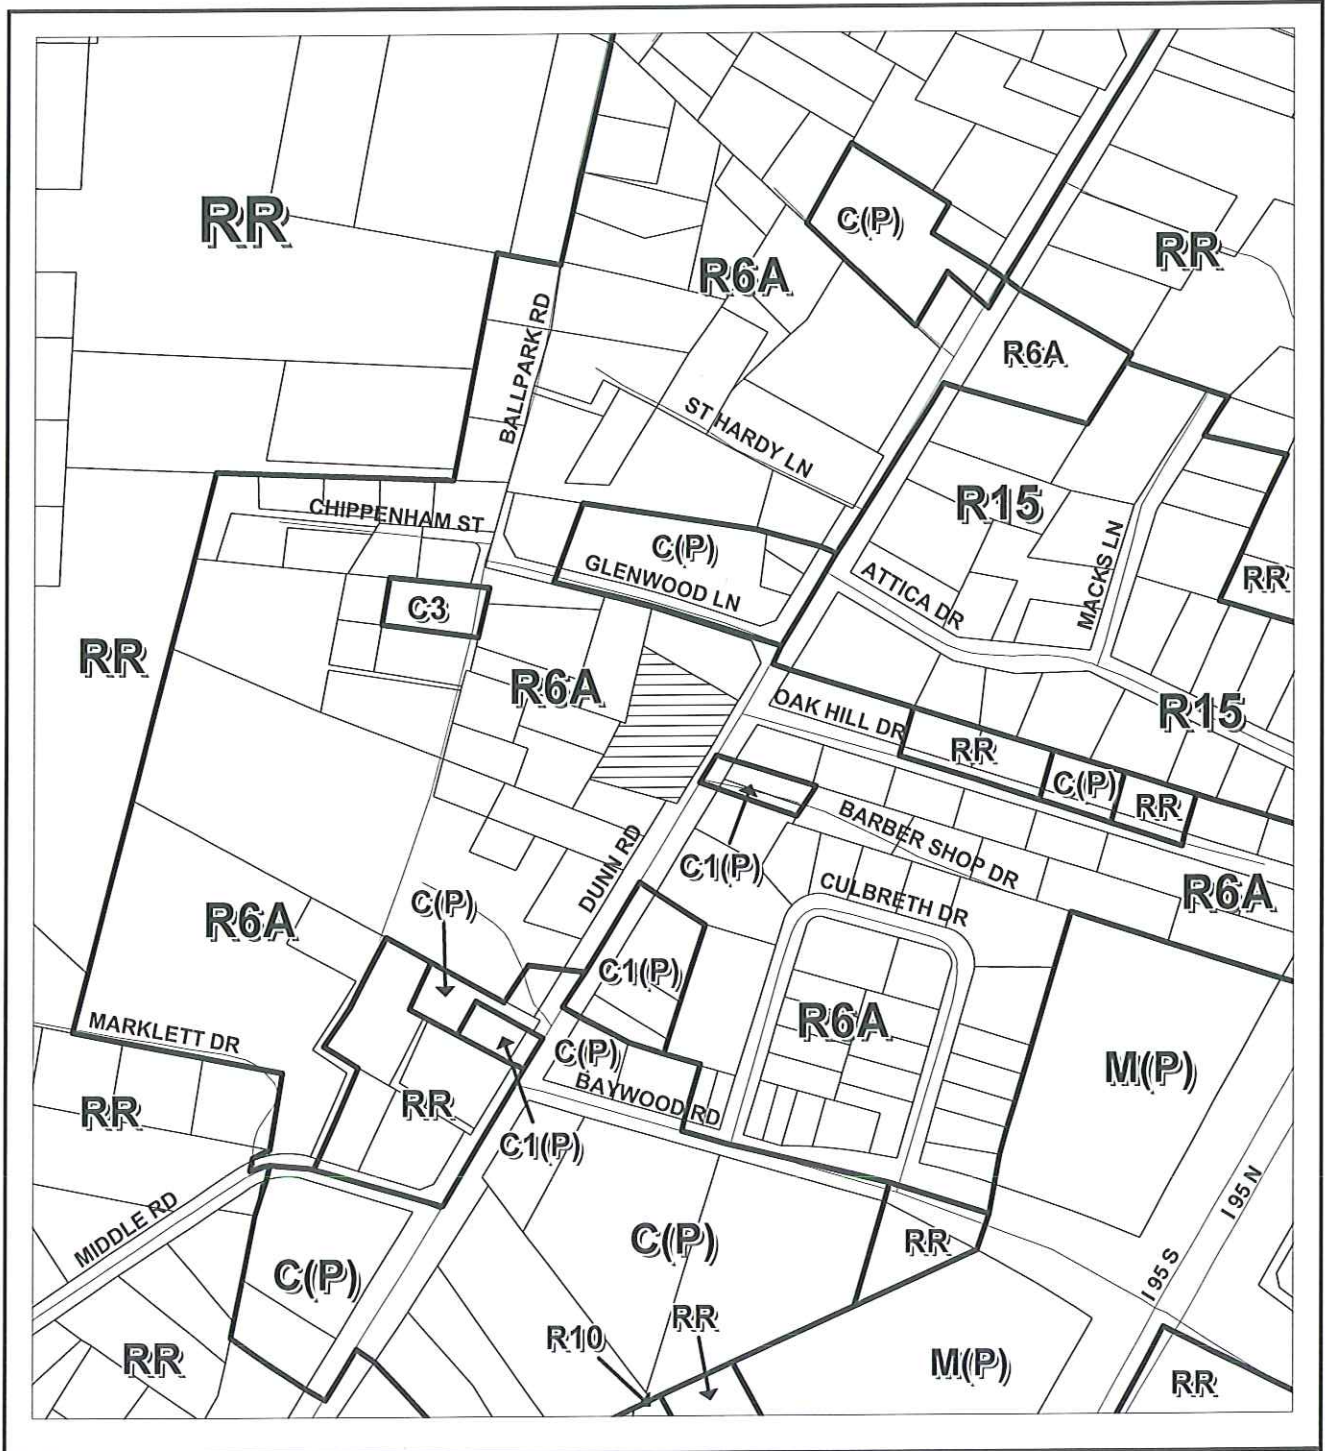 RR
C(P)
RR
R6A
BALLPARK RD
R6A
ST HARDY LN
R15
CHIPPENHAM ST
C(P)
GLENWOOD LN
MACKS LN
RR
ATTICA DR
C3
RR
R6A
OAK HILL DR
R15
RR
C(P)
RR
C1(P)
BARBER SHOP DR
DUNN RD
CULBRETH DR
R6A
C(P)
R6A
C1(P)
R6A
MARKLETT DR
C(P)
M(P)
BAYWOOD RD
RR
RR
C1(P)
I 95 N
MIDDLE RD
C(P)
RR
C(P)
I 95 S
RR
R10
RR
M(P)
RR